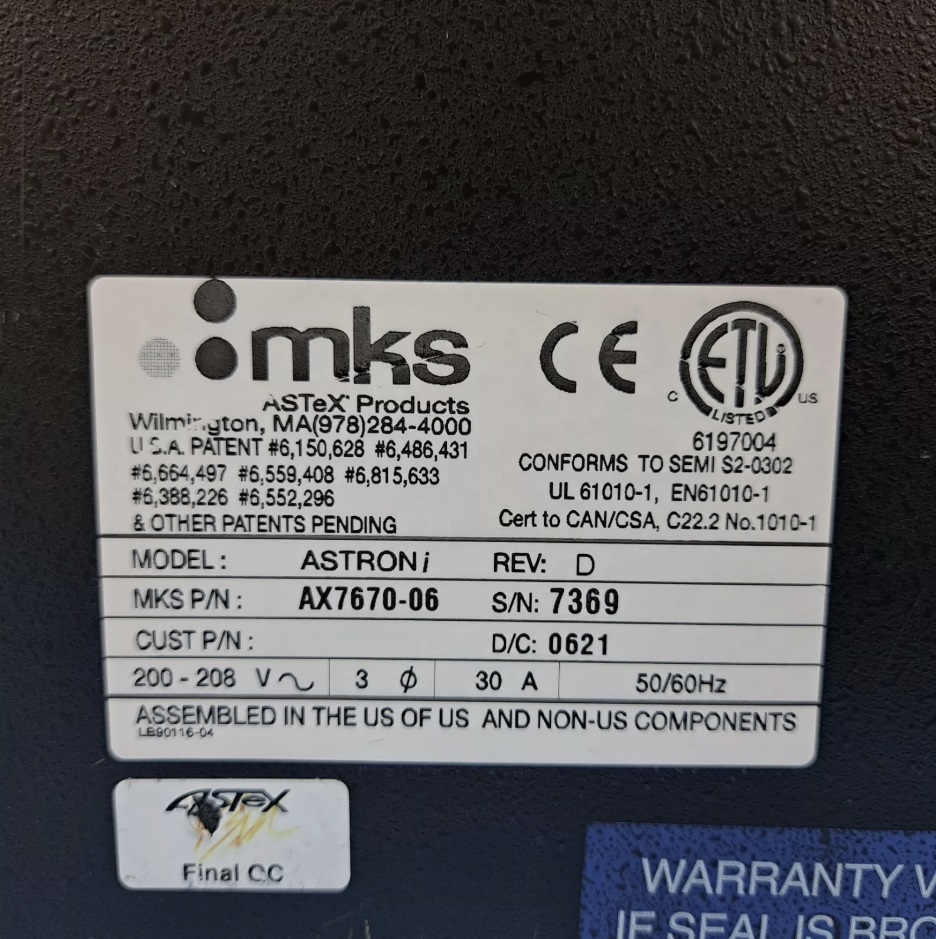 mks
CE
ETL
C US
LISTED
ASTeX Products
Wilmington, MA(978)284-4000
U.S.A. PATENT #6,150,628 #6,486,431
#6,664,497 #6,559,408 #6,815,633
#6,388,226 #6,552,296
& OTHER PATENTS PENDING
6197004
CONFORMS TO SEMI S2-0302
UL 61010-1, EN61010-1
Cert to CAN/CSA, C22.2 No.1010-1
MODEL: ASTRON i REV: D
MKS P/N: AX7670-06 S/N: 7369
CUST P/N: D/C: 0621
200 - 208 V ~ 3 ϕ 30 A 50/60Hz
ASSEMBLED IN THE US OF US AND NON-US COMPONENTS
LB90116-04
ASTeX
Final CC
WARRANTY
IF SEAL IS